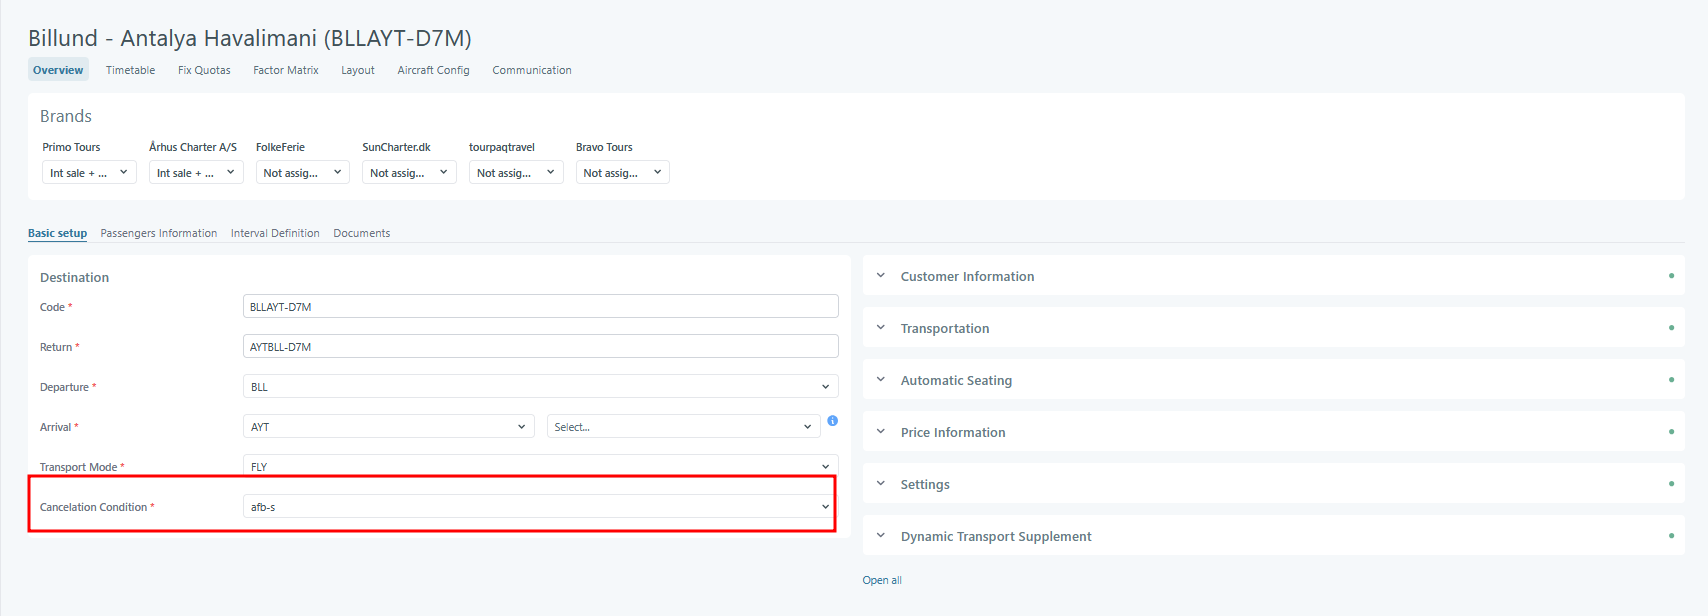 Billund - Antalya Havalimani (BLLAYT-D7M)
Overview Timetable Fix Quotas Factor Matrix Layout Aircraft Config Communication
Brands
Primo Tours Århus Charter A/S FolkeFerie SunCharter.dk tourpaqtravel Bravo Tours
Int sale + ... Int sale + ... Not assig... Not assig... Not assig... Not assig...
Basic setup Passengers Information Interval Definition Documents
Destination
Code * BLLAYT-D7M
Return * AYTBLL-D7M
Departure * BLL
Arrival * AYT Select...
Transport Mode * FLY
Cancelation Condition * afb-s
Customer Information
Transportation
Automatic Seating
Price Information
Settings
Dynamic Transport Supplement
Open all